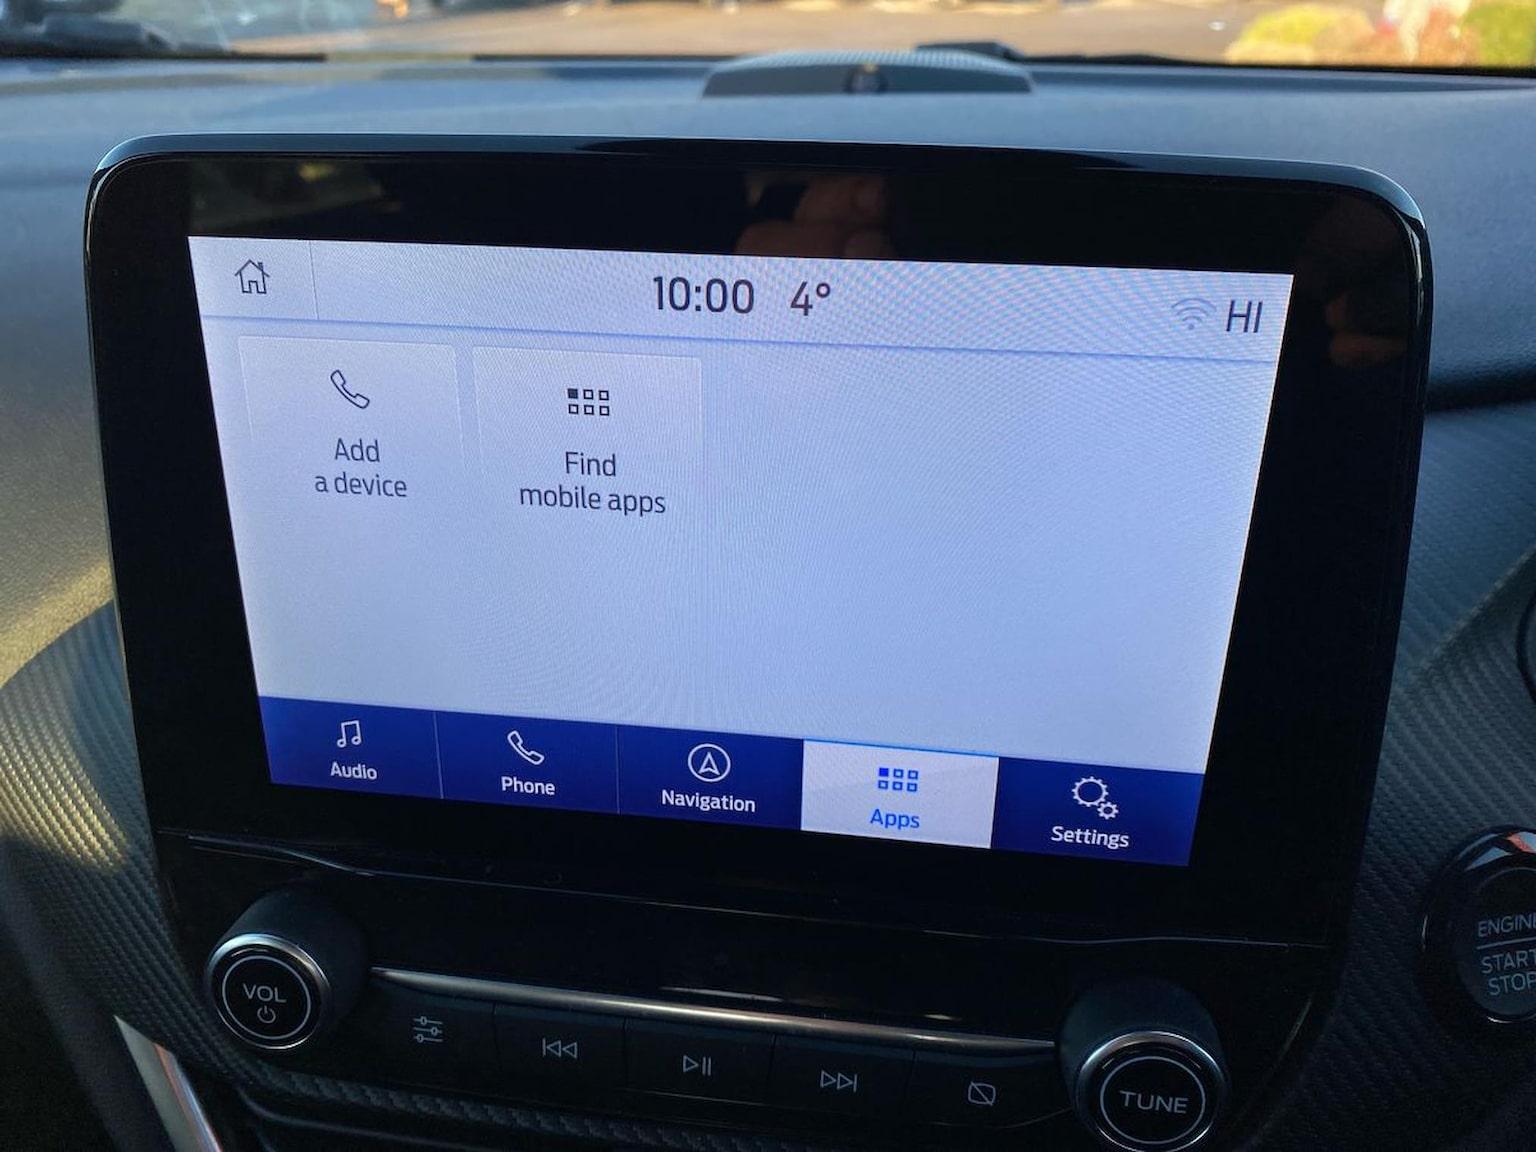 10:00 4° HI
Add
a device
Find
mobile apps
Audio
Phone
Navigation
Apps
Settings
VOL
TUNE
ENGINE
START
STOP